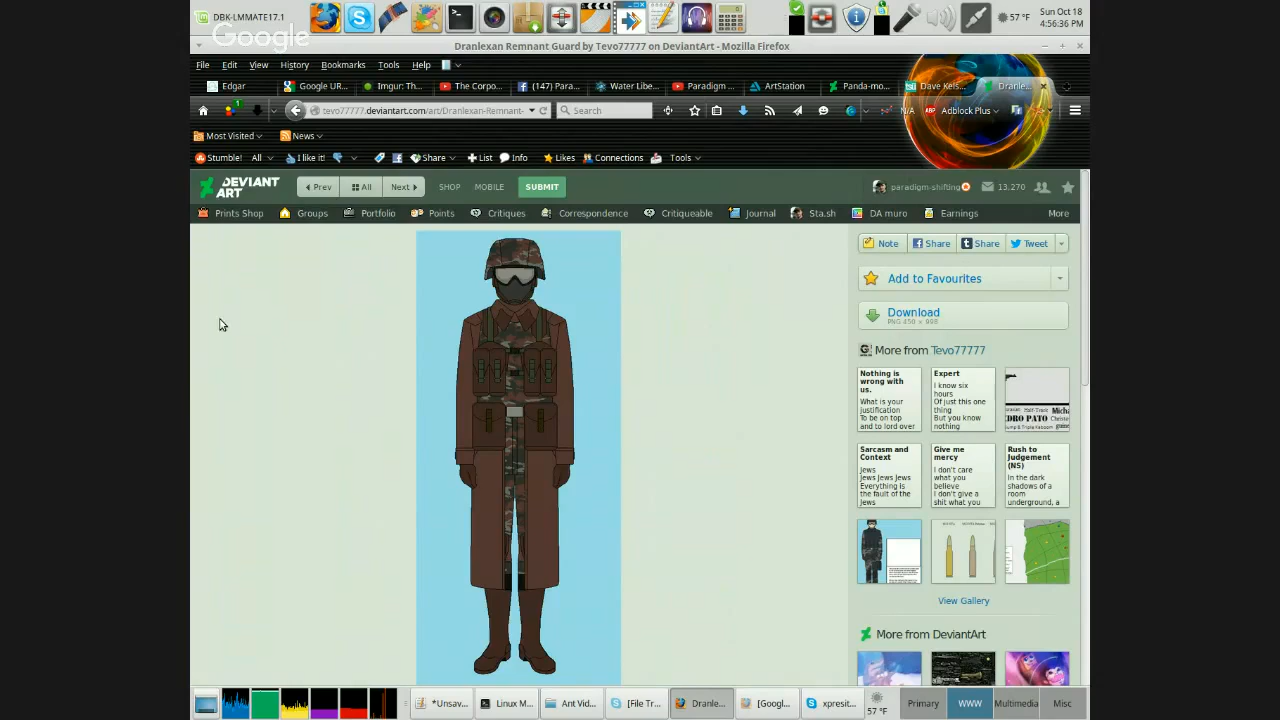 DBK-LMMATE17.1
Google
57 °F
Sun Oct 18
4:56:36 PM
Dranlexan Remnant Guard by Tevo77777 on DeviantArt - Mozilla Firefox
File Edit View History Bookmarks Tools Help
Edgar
Google UR...
Imgur: Th...
The Corpo...
(147) Para...
Water Libe...
Paradigm ...
ArtStation
Panda-mo...
Dave Kels...
Dranle...
tevo77777.deviantart.com/art/Dranlexan-Remnant-
Search
N/A
ABP Adblock Plus
Most Visited
News
Stumble! All I like it! Share List Info Likes Connections Tools
DEVIANT ART
Prev All Next SHOP MOBILE SUBMIT
paradigm-shifting
13,270
Prints Shop Groups Portfolio Points Critiques Correspondence Critiqueable Journal Sta.sh DA muro Earnings More
Note Share Share Tweet
Add to Favourites
Download
PNG 450 × 998
More from Tevo77777
Nothing is wrong with us.
What is your justification
To be on top and to lord over
Expert
I know six hours
Of just this one thing
But you know nothing
Half-Track
Micha
DRO PATO
Sarcasm and Context
Jews
Jews Jews Jews
Everything is the fault of the Jews
Give me mercy
I don't care what you believe
I don't give a shit what you
Rush to Judgement (NS)
In the dark shadows of a room underground, a
View Gallery
More from DeviantArt
*Unsav...
Linux M...
Ant Vid...
[File Tr...
Dranle...
[Googl...
xpresit...
57 °F
Primary
WWW
Multimedia
Misc